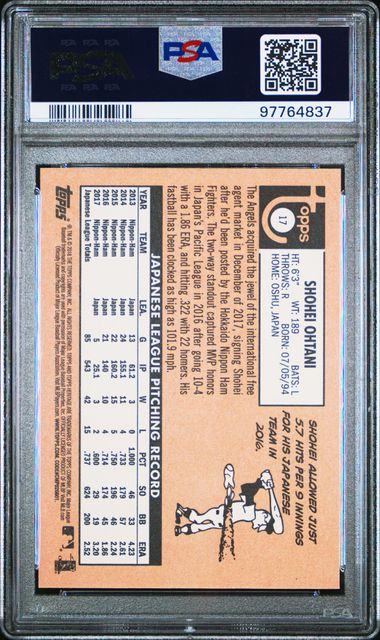 PSA
97764837
Topps
17
SHOHEI OHTANI
HT: 6'3" WT: 189 BATS: L
THROWS: R BORN: 07/05/94
HOME: OSHU, JAPAN
The Angels acquired the jewel of the international free
agent market in December of 2017, signing Shohei
after he'd been posted by the Hokkaido Nippon Ham
Fighters. The two-way standout captured MVP honors
in Japan's Pacific League in 2016 after going 10-4
with a 1.86 ERA, and hitting .322 with 22 homers. His
fastball has been clocked as high as 101.9 mph.
SHOHEI ALLOWED JUST
5.7 HITS PER 9 INNINGS
FOR HIS JAPANESE
TEAM IN
2016.
JAPANESE LEAGUE PITCHING RECORD
YEAR TEAM LEA. G IP W L PCT SO BB ERA
2013 Nippon-Ham Japan 13 61.2 3 0 1.000 46 33 4.23
2014 Nippon-Ham Japan 24 155.1 11 4 .733 179 57 2.61
2015 Nippon-Ham Japan 22 160.2 15 5 .750 196 46 2.24
2016 Nippon-Ham Japan 21 140 10 4 .714 174 45 1.86
2017 Nippon-Ham Japan 5 25.1 3 2 .600 29 19 3.20
Japanese League Totals 85 543 42 15 .737 624 200 2.52
Topps